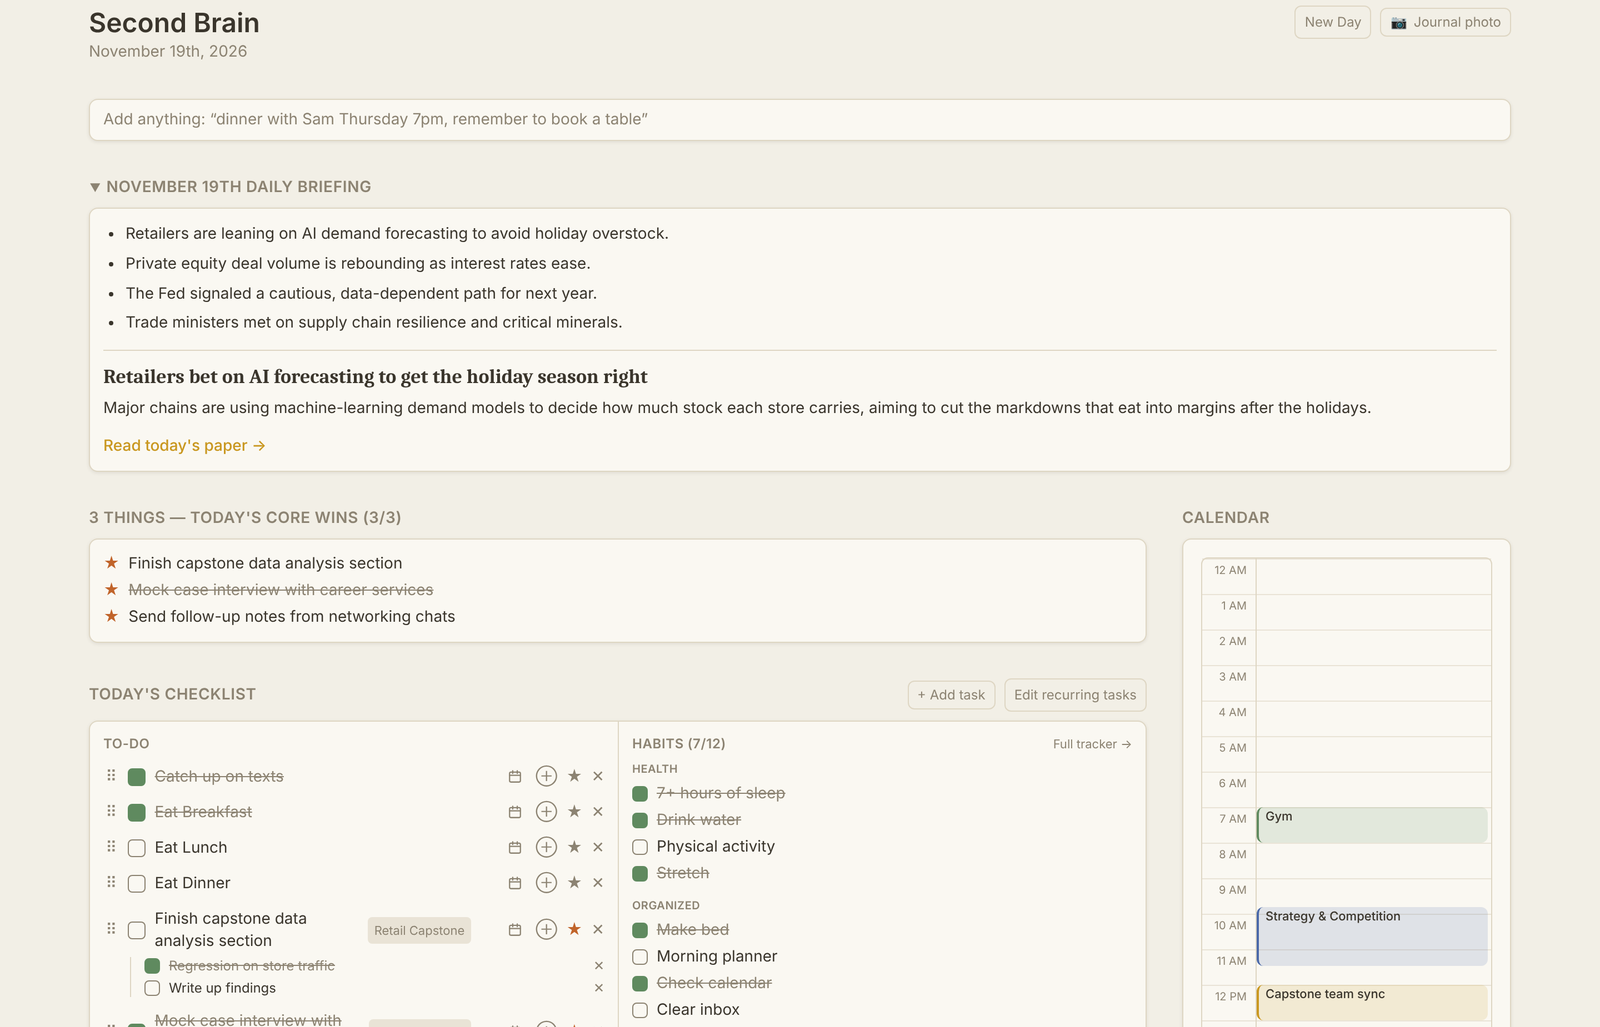 Second Brain
November 19th, 2026
New Day
📷 Journal photo
Add anything: “dinner with Sam Thursday 7pm, remember to book a table”
▼ NOVEMBER 19TH DAILY BRIEFING
• Retailers are leaning on AI demand forecasting to avoid holiday overstock.
• Private equity deal volume is rebounding as interest rates ease.
• The Fed signaled a cautious, data-dependent path for next year.
• Trade ministers met on supply chain resilience and critical minerals.
Retailers bet on AI forecasting to get the holiday season right
Major chains are using machine-learning demand models to decide how much stock each store carries, aiming to cut the markdowns that eat into margins after the holidays.
Read today's paper →
3 THINGS — TODAY'S CORE WINS (3/3)
★ Finish capstone data analysis section
★ Mock case interview with career services
★ Send follow-up notes from networking chats
TODAY'S CHECKLIST
+ Add task
Edit recurring tasks
TO-DO
Catch up on texts
Eat Breakfast
Eat Lunch
Eat Dinner
Finish capstone data
analysis section
Retail Capstone
Regression on store traffic
Write up findings
Mock case interview with
HABITS (7/12)
Full tracker →
HEALTH
7+ hours of sleep
Drink water
Physical activity
Stretch
ORGANIZED
Make bed
Morning planner
Check calendar
Clear inbox
CALENDAR
12 AM
1 AM
2 AM
3 AM
4 AM
5 AM
6 AM
7 AM
Gym
8 AM
9 AM
Strategy & Competition
10 AM
11 AM
12 PM
Capstone team sync